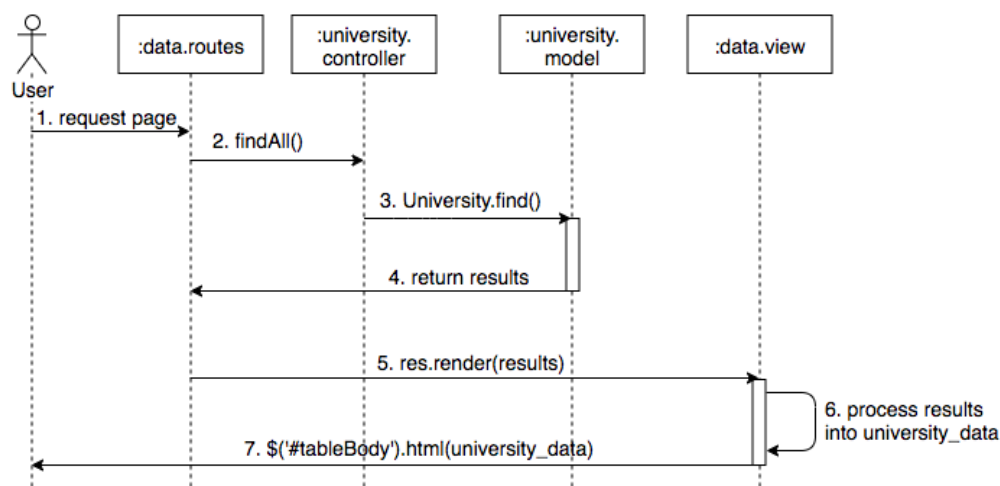 :data.routes
:university.
controller
:university.
model
:data.view
User
1. request page
2. findAll()
3. University.find()
4. return results
5. res.render(results)
6. process results
into university_data
7. $('#tableBody').html(university_data)